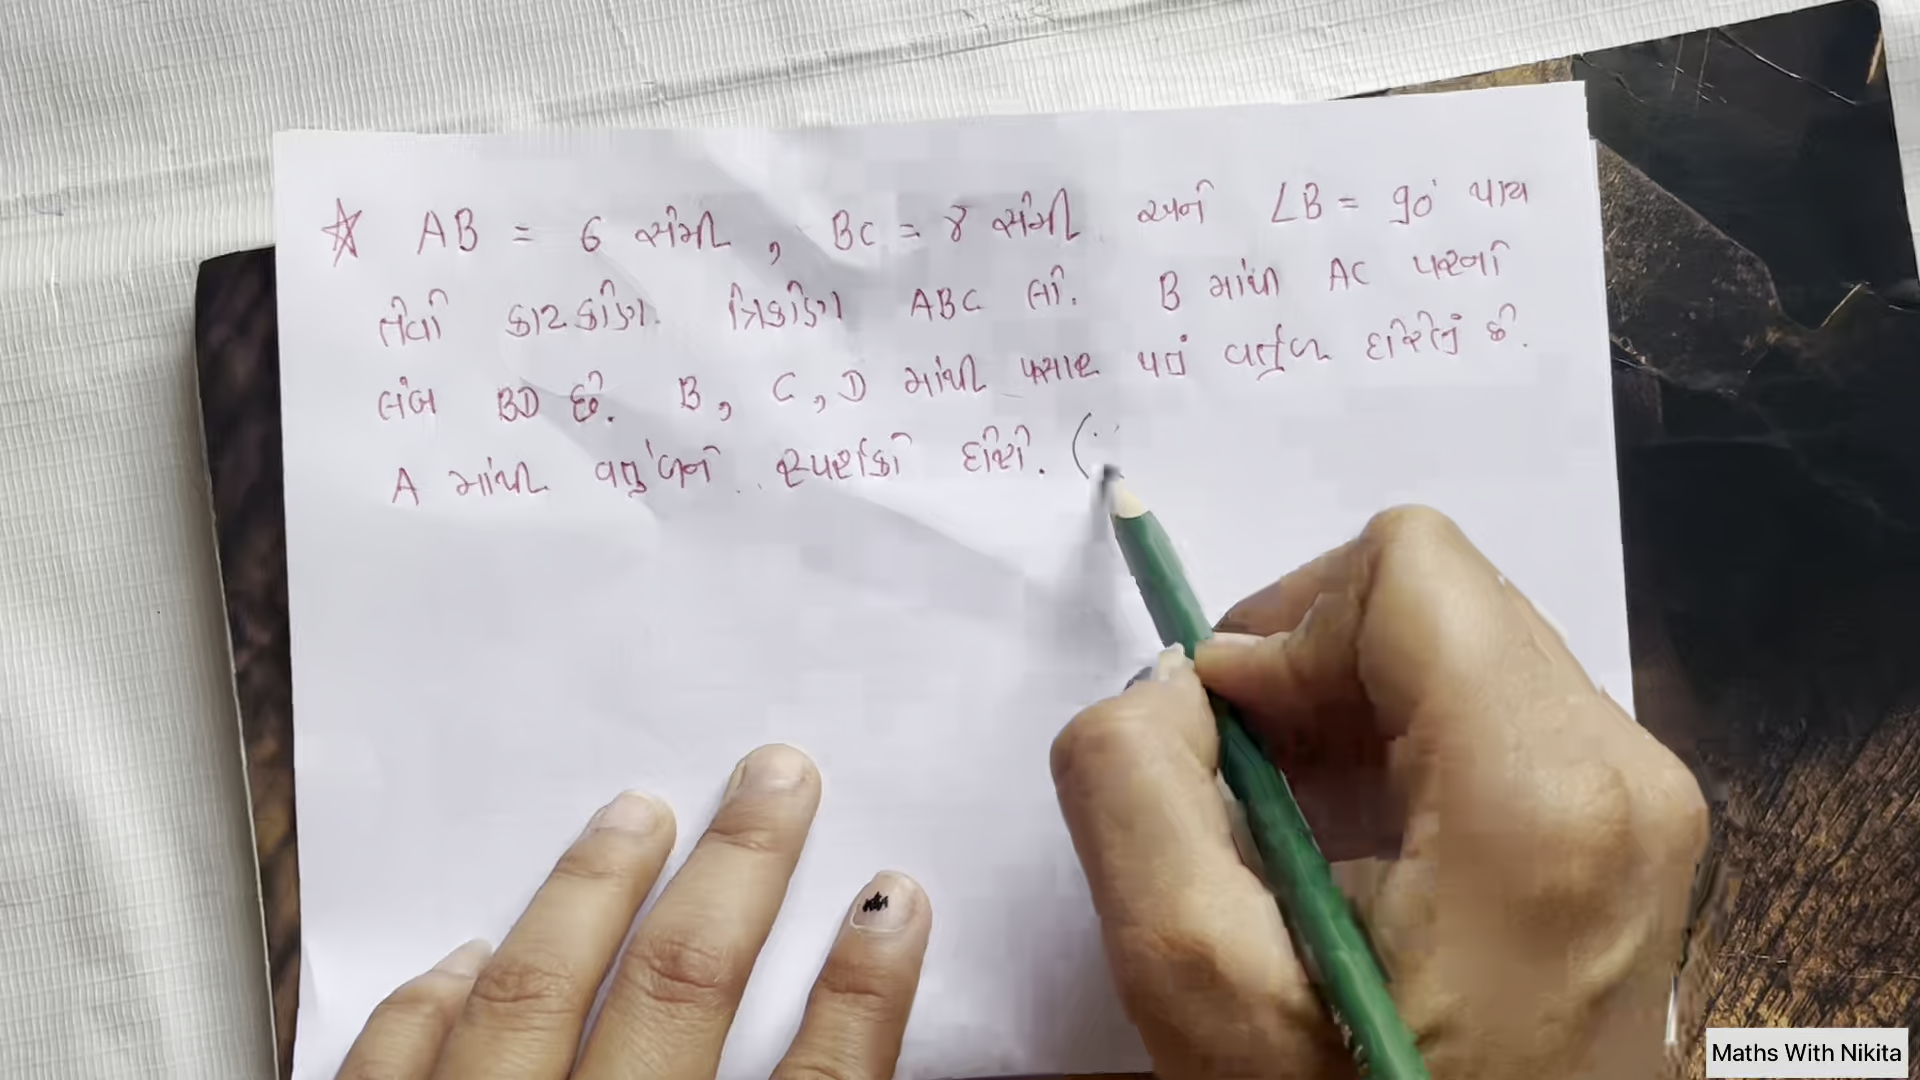 ☆ AB = 6 સેમી , BC = 8 સેમી અને ∠B = 90° થાય
તેવો કાટકોણ ત્રિકોણ ABC લો. B માંથી AC પરનો
લંબ BD છે. B, C, D માંથી પસાર થતું વર્તુળ દોરેલું છે.
A માંથી વર્તુળને સ્પર્શકો દોરો. (
Maths With Nikita